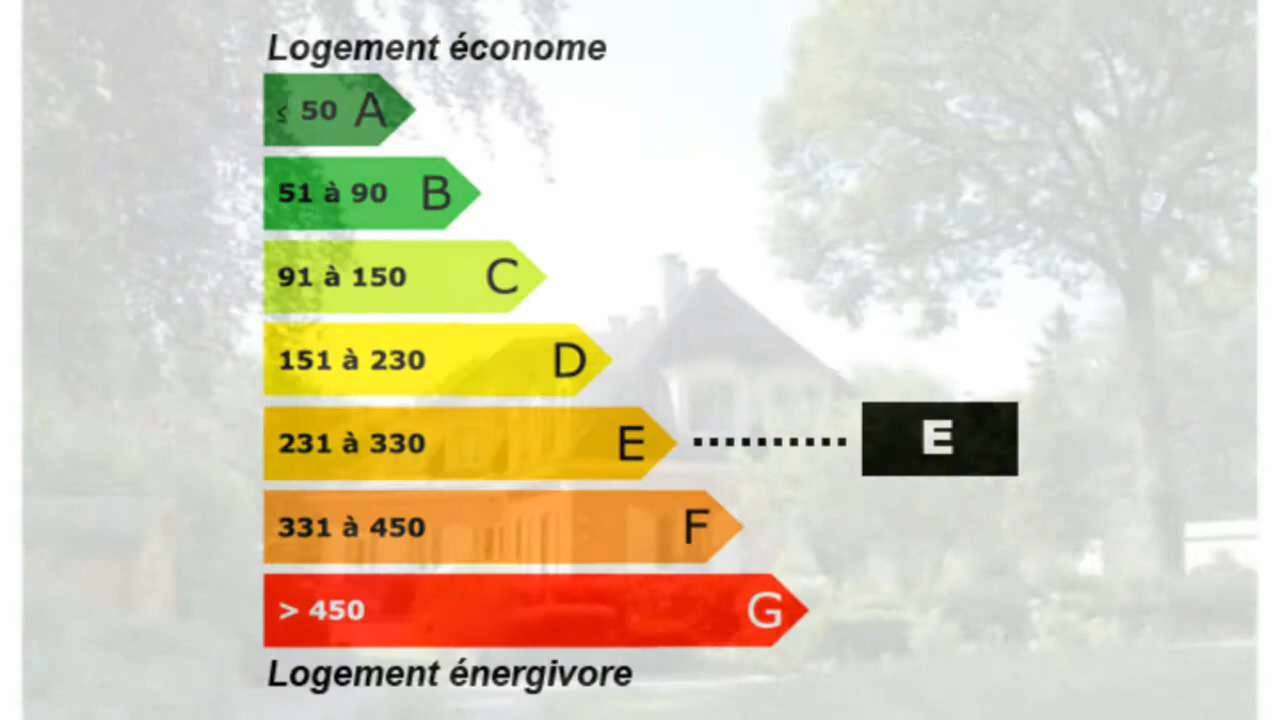 Logement économe
≤ 50 A
51 à 90 B
91 à 150 C
151 à 230 D
231 à 330 E
E
331 à 450 F
> 450 G
Logement énergivore